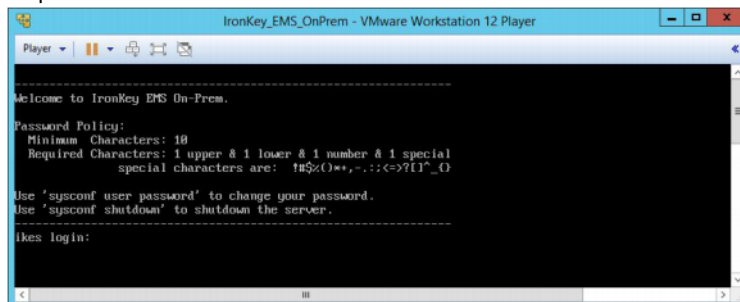 IronKey_EMS_OnPrem - VMware Workstation 12 Player
Player
Welcome to IronKey EMS On-Prem.
Password Policy:
Minimum Characters: 10
Required Characters: 1 upper & 1 lower & 1 number & 1 special
special characters are: !#$%()*+,-.:;<=>?[]^_{}
Use 'sysconf user password' to change your password.
Use 'sysconf shutdown' to shutdown the server.
ikes login: